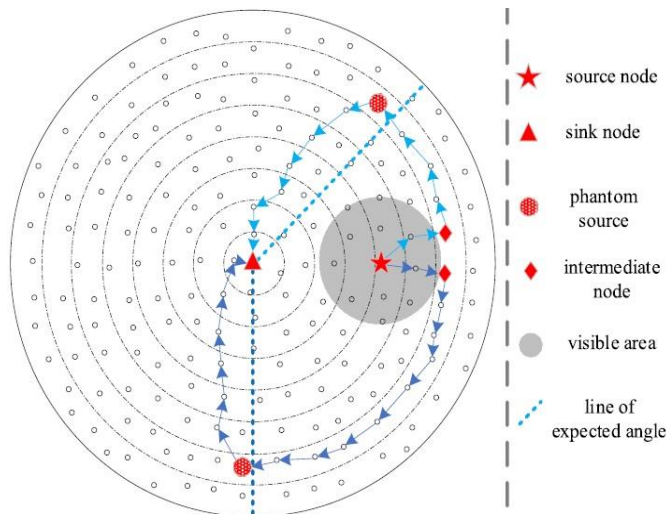 source node
sink node
phantom
source
intermediate
node
visible area
line of
expected angle